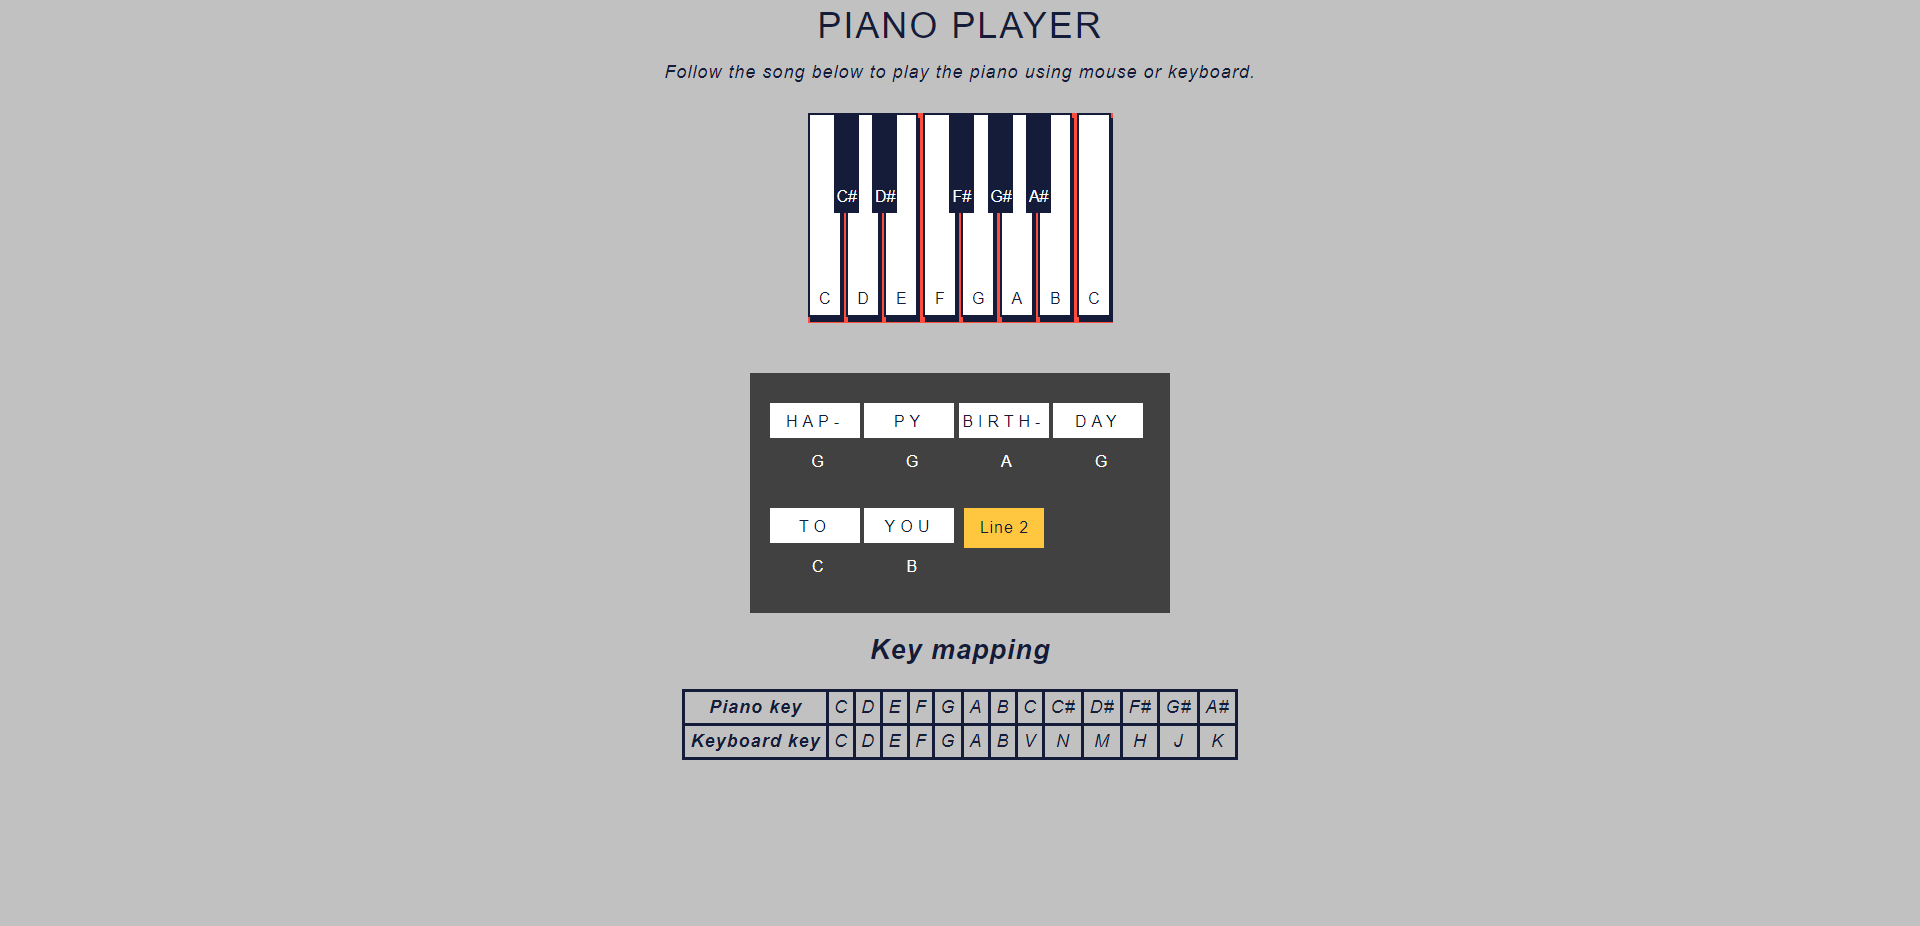 PIANO PLAYER
Follow the song below to play the piano using mouse or keyboard.
C# D# F# G# A#
C D E F G A B C
HAP- PY BIRTH- DAY
G G A G
TO YOU Line 2
C B
Key mapping
Piano key C D E F G A B C C# D# F# G# A#
Keyboard key C D E F G A B V N M H J K